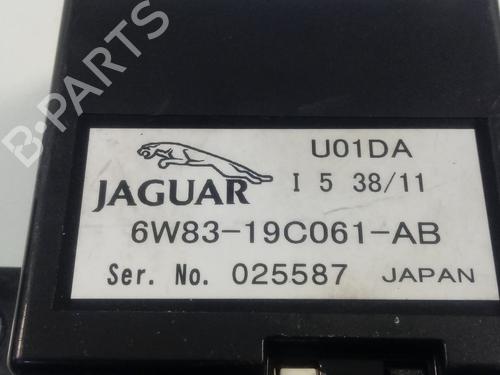 B-PARTS
U01DA
JAGUAR I 5 38/11
6W83-19C061-AB
Ser. No. 025587 JAPAN